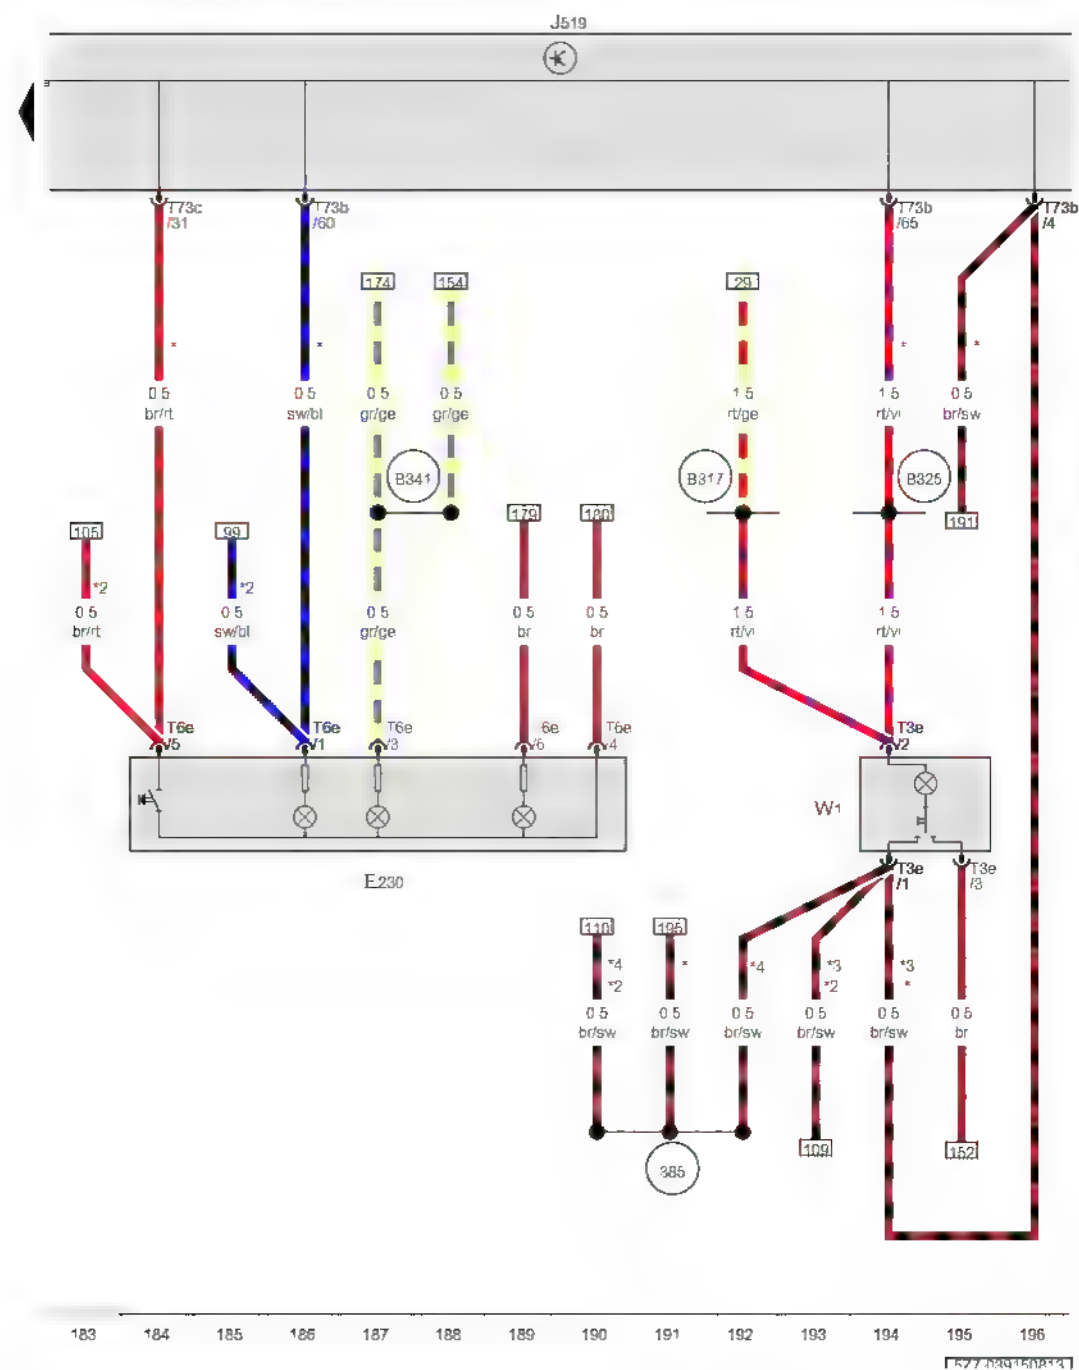 J519
K
T73c T73b T73b T73b
/31 /60 /65 /4
174 154 29
* * * *
0 5 0 5 0 5 0 5 1 5 1 5 0 5
br/rt sw/bl gr/ge gr/ge rt/ge rt/vi br/sw
B341 B317 B325
179 180 191
105 99
*2 *2
0 5 0 5 0 5 0 5 0 5 1 5 1 5
br/rt sw/bl gr/ge br br rt/vi rt/vi
T6e T6e T6e 6e T6e T3e
/5 /1 /3 /6 /4 /2
W1
E230
T3e T3e
/1 /3
110 195
*4 * *4 *3 *3
*2 *2 *
0 5 0 5 0 5 0 5 0 5 0 5
br/sw br/sw br/sw br/sw br/sw br
109 152
385
183 184 185 186 187 188 189 190 191 192 193 194 195 196
5Z7-039150813